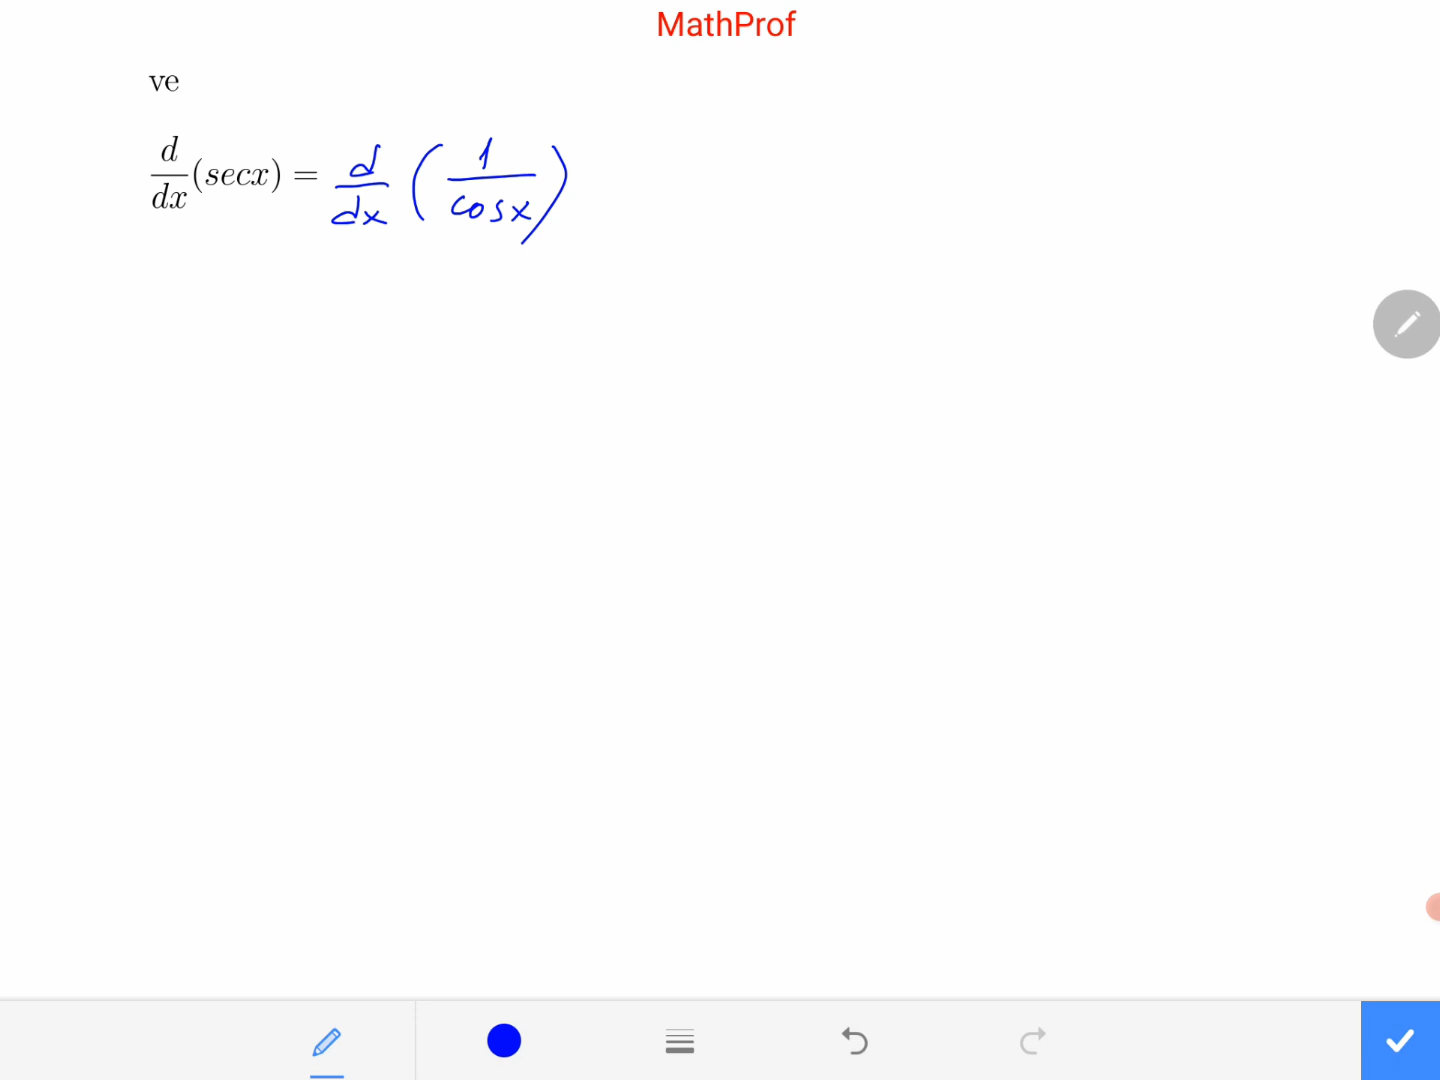 MathProf
ve
d/dx (secx) = d/dx (1/cosx)